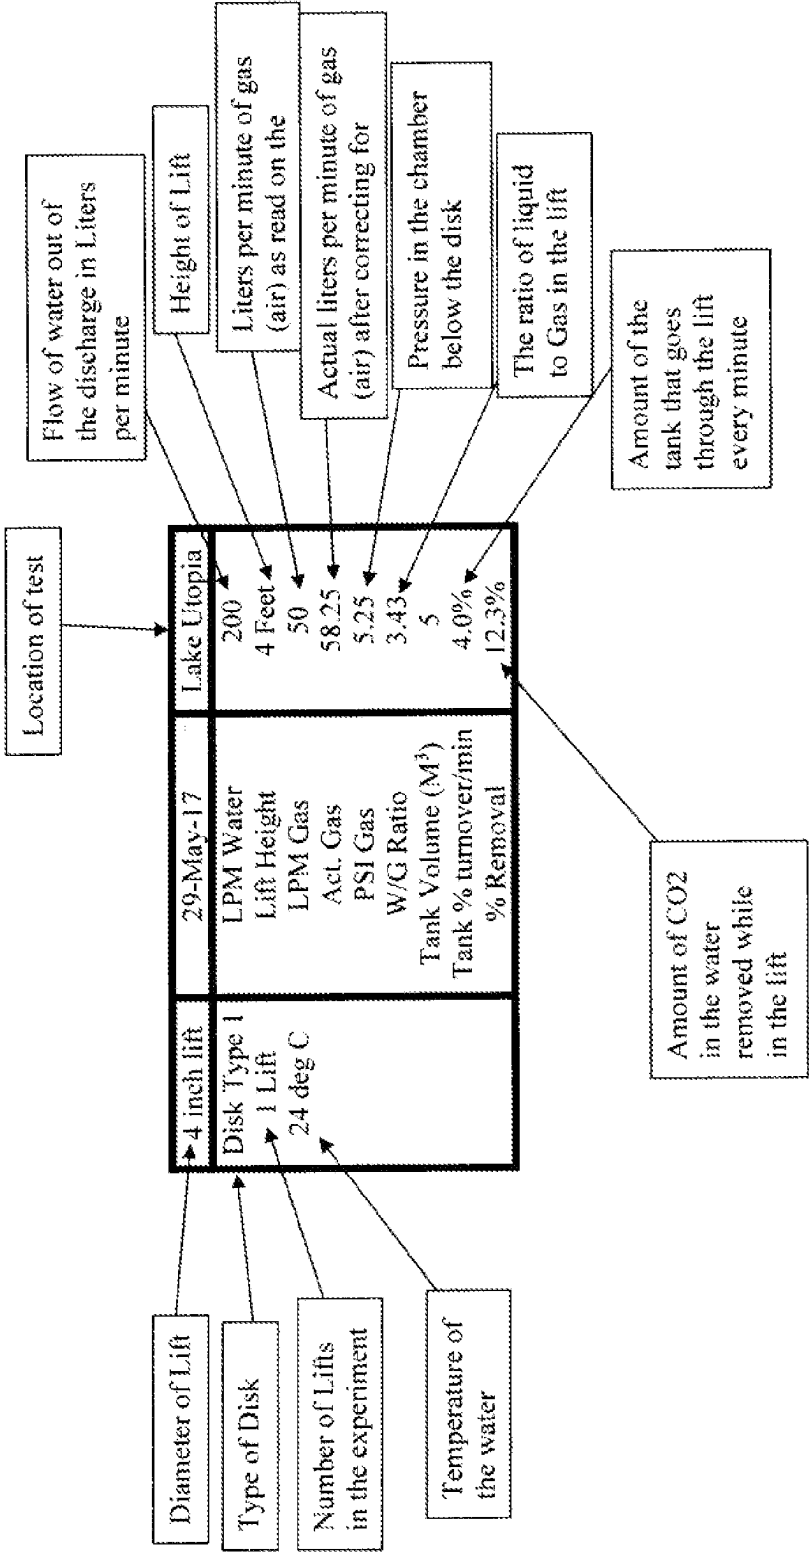 Location of test
Flow of water out of
the discharge in Liters
per minute
Height of Lift
Liters per minute of gas
(air) as read on the
Actual liters per minute of gas
(air) after correcting for
Pressure in the chamber
below the disk
The ratio of liquid
to Gas in the lift
Amount of the
tank that goes
through the lift
every minute
Diameter of Lift
Type of Disk
Number of Lifts
in the experiment
Temperature of
the water
4 inch lift 29-May-17 Lake Utopia
Disk Type 1 LPM Water 200
1 Lift Lift Height 4 Feet
24 deg C LPM Gas 50
Act. Gas 58.25
PSI Gas 5.25
W/G Ratio 3.43
Tank Volume (M³) 5
Tank % turnover/min 4.0%
% Removal 12.3%
Amount of CO2
in the water
removed while
in the lift